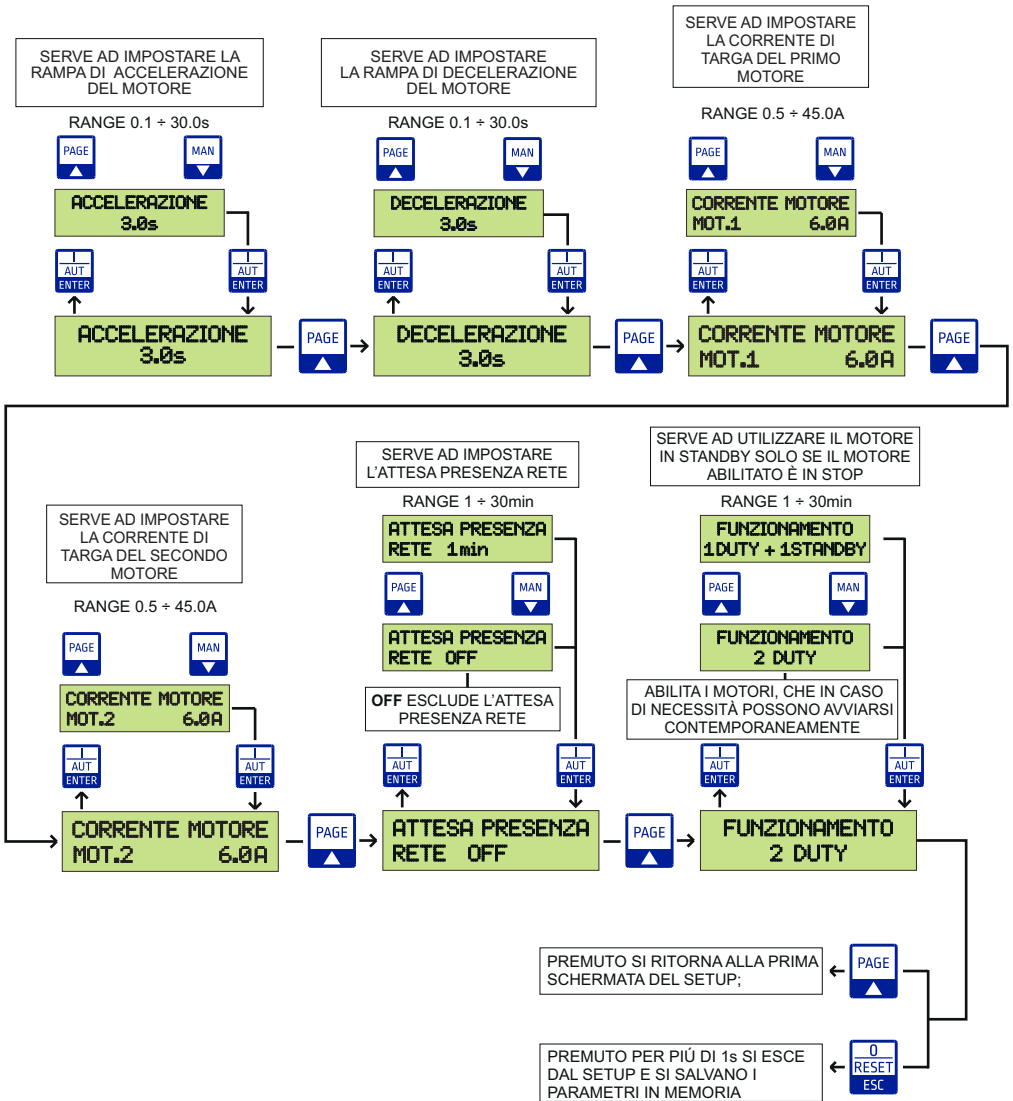 SERVE AD IMPOSTARE LA
RAMPA DI ACCELERAZIONE
DEL MOTORE
RANGE 0.1 ÷ 30.0s
PAGE
MAN
ACCELERAZIONE
3.0s
AUT
ENTER
AUT
ENTER
ACCELERAZIONE
3.0s
PAGE
SERVE AD IMPOSTARE
LA RAMPA DI DECELERAZIONE
DEL MOTORE
RANGE 0.1 ÷ 30.0s
PAGE
MAN
DECELERAZIONE
3.0s
AUT
ENTER
AUT
ENTER
DECELERAZIONE
3.0s
PAGE
SERVE AD IMPOSTARE
LA CORRENTE DI
TARGA DEL PRIMO
MOTORE
RANGE 0.5 ÷ 45.0A
PAGE
MAN
CORRENTE MOTORE
MOT.1 6.0A
AUT
ENTER
AUT
ENTER
CORRENTE MOTORE
MOT.1 6.0A
PAGE
SERVE AD IMPOSTARE
LA CORRENTE DI
TARGA DEL SECONDO
MOTORE
RANGE 0.5 ÷ 45.0A
PAGE
MAN
CORRENTE MOTORE
MOT.2 6.0A
AUT
ENTER
AUT
ENTER
CORRENTE MOTORE
MOT.2 6.0A
PAGE
SERVE AD IMPOSTARE
L'ATTESA PRESENZA RETE
RANGE 1 ÷ 30min
ATTESA PRESENZA
RETE 1min
PAGE
MAN
ATTESA PRESENZA
RETE OFF
OFF ESCLUDE L'ATTESA
PRESENZA RETE
AUT
ENTER
AUT
ENTER
ATTESA PRESENZA
RETE OFF
PAGE
SERVE AD UTILIZZARE IL MOTORE
IN STANDBY SOLO SE IL MOTORE
ABILITATO È IN STOP
RANGE 1 ÷ 30min
FUNZIONAMENTO
1DUTY + 1STANDBY
PAGE
MAN
FUNZIONAMENTO
2 DUTY
ABILITA I MOTORI, CHE IN CASO
DI NECESSITÀ POSSONO AVVIARSI
CONTEMPORANEAMENTE
AUT
ENTER
AUT
ENTER
FUNZIONAMENTO
2 DUTY
PREMUTO SI RITORNA ALLA PRIMA
SCHERMATA DEL SETUP;
PAGE
PREMUTO PER PIÚ DI 1s SI ESCE
DAL SETUP E SI SALVANO I
PARAMETRI IN MEMORIA
0
RESET
ESC